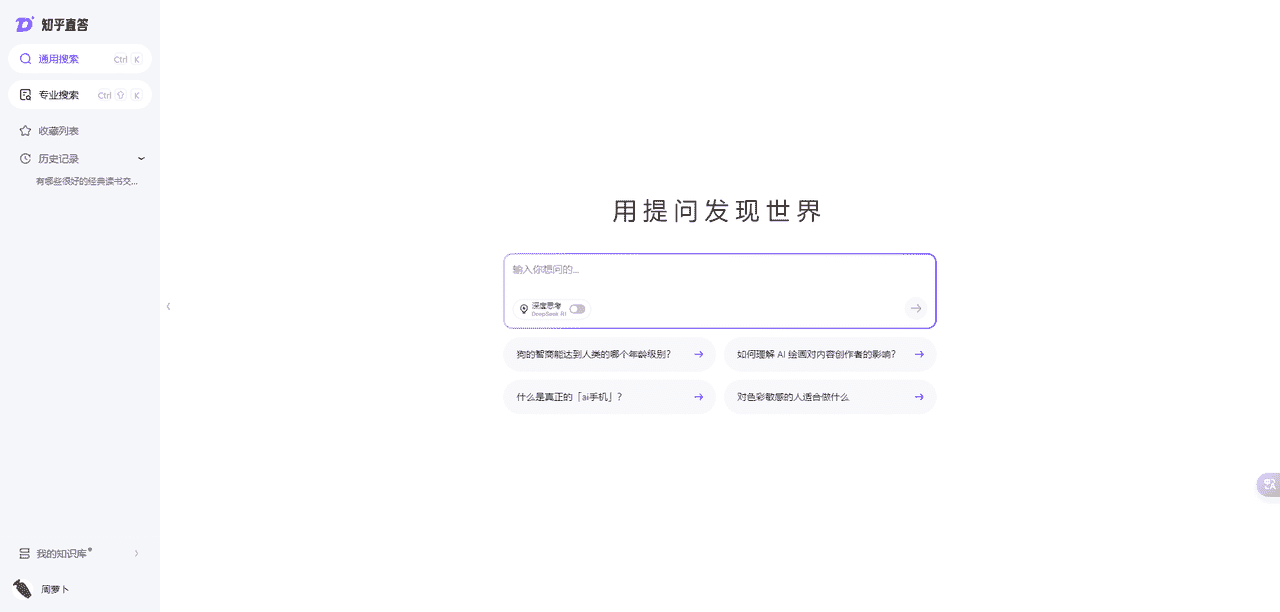 知乎直答
通用搜索 Ctrl K
专业搜索 Ctrl ⇧ K
收藏列表
历史记录
有哪些很好的经典读书交...
用提问发现世界
输入你想问的...
深度思考
DeepSeek R1
狗的智商能达到人类的哪个年龄级别？
如何理解 AI 绘画对内容创作者的影响？
什么是真正的「ai手机」？
对色彩敏感的人适合做什么
我的知识库
周萝卜